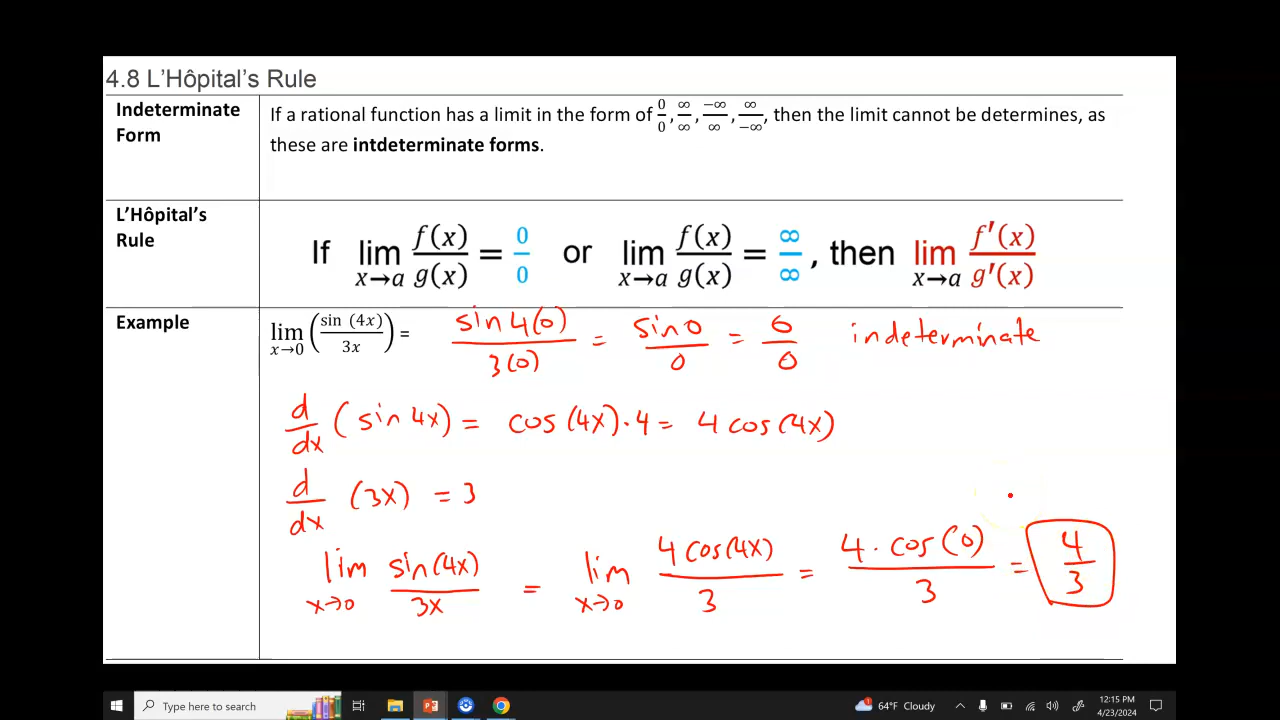 4.8 L’Hôpital’s Rule
Indeterminate Form
If a rational function has a limit in the form of 0/0, ∞/∞, −∞/∞, ∞/−∞, then the limit cannot be determines, as
these are intdeterminate forms.
L’Hôpital’s Rule
If lim x→a f(x)/g(x) = 0/0 or lim x→a f(x)/g(x) = ∞/∞, then lim x→a f′(x)/g′(x)
Example
lim x→0 (sin (4x)/3x) = sin 4(0)/3(0) = sin 0/0 = 0/0 indeterminate
d/dx (sin 4x) = cos(4x)·4 = 4 cos(4x)
d/dx (3x) = 3
lim x→0 sin(4x)/3x = lim x→0 4 cos(4x)/3 = 4·cos(0)/3 = 4/3
Type here to search
64°F Cloudy
12:15 PM
4/23/2024